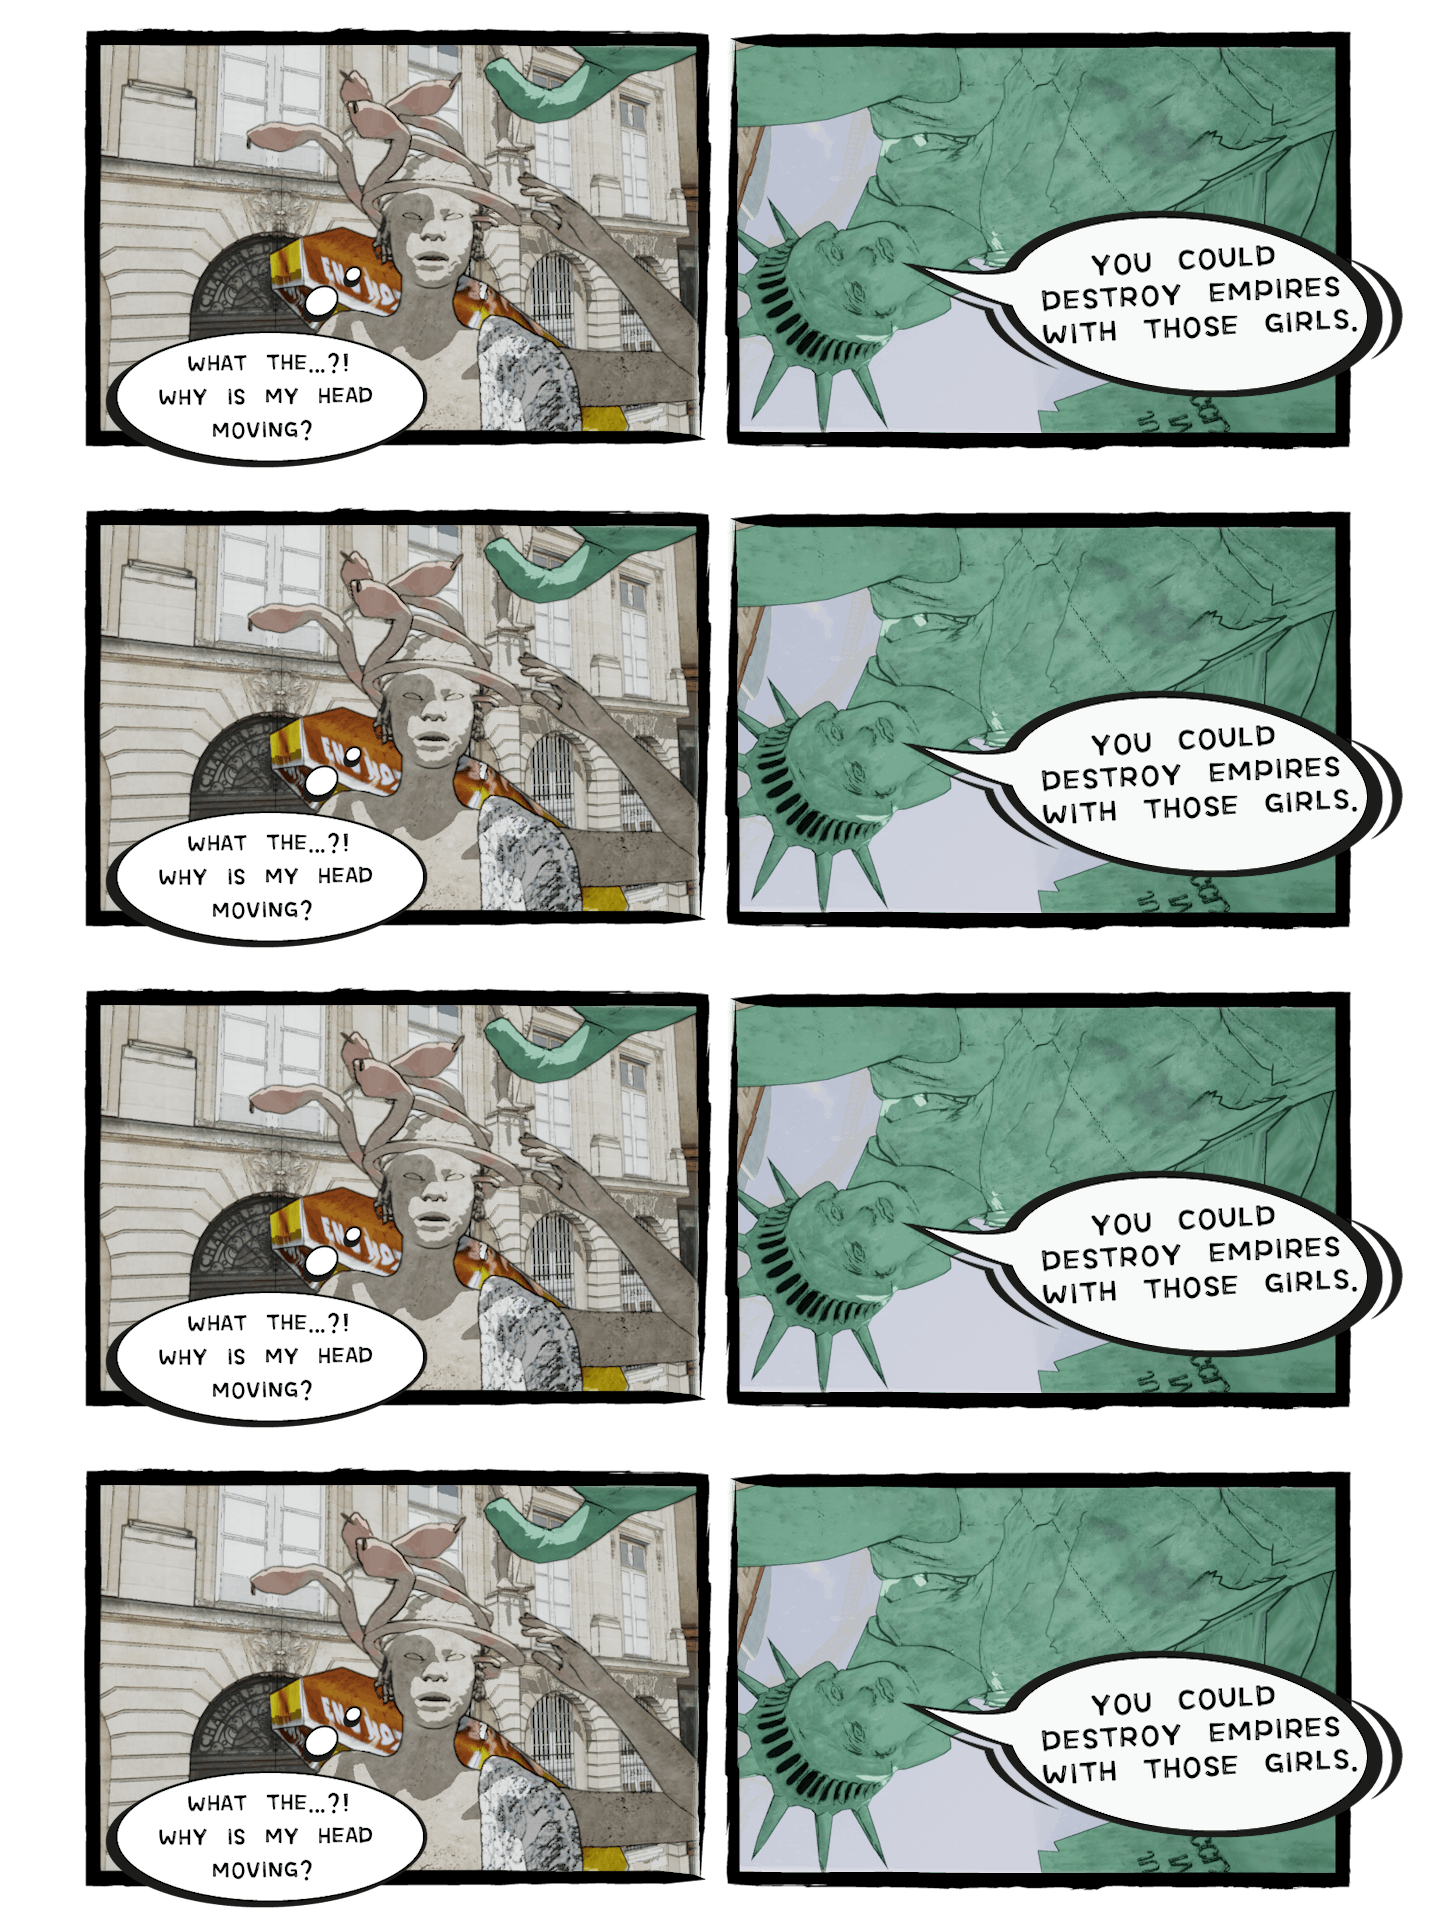 WHAT THE...?!
WHY IS MY HEAD
MOVING?
YOU COULD
DESTROY EMPIRES
WITH THOSE GIRLS.
WHAT THE...?!
WHY IS MY HEAD
MOVING?
YOU COULD
DESTROY EMPIRES
WITH THOSE GIRLS.
WHAT THE...?!
WHY IS MY HEAD
MOVING?
YOU COULD
DESTROY EMPIRES
WITH THOSE GIRLS.
WHAT THE...?!
WHY IS MY HEAD
MOVING?
YOU COULD
DESTROY EMPIRES
WITH THOSE GIRLS.